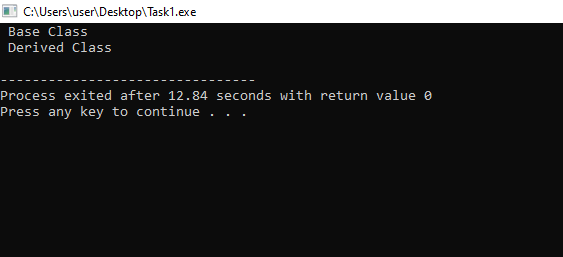 C:\Users\user\Desktop\Task1.exe
Base Class
Derived Class
--------------------------------
Process exited after 12.84 seconds with return value 0
Press any key to continue . . .